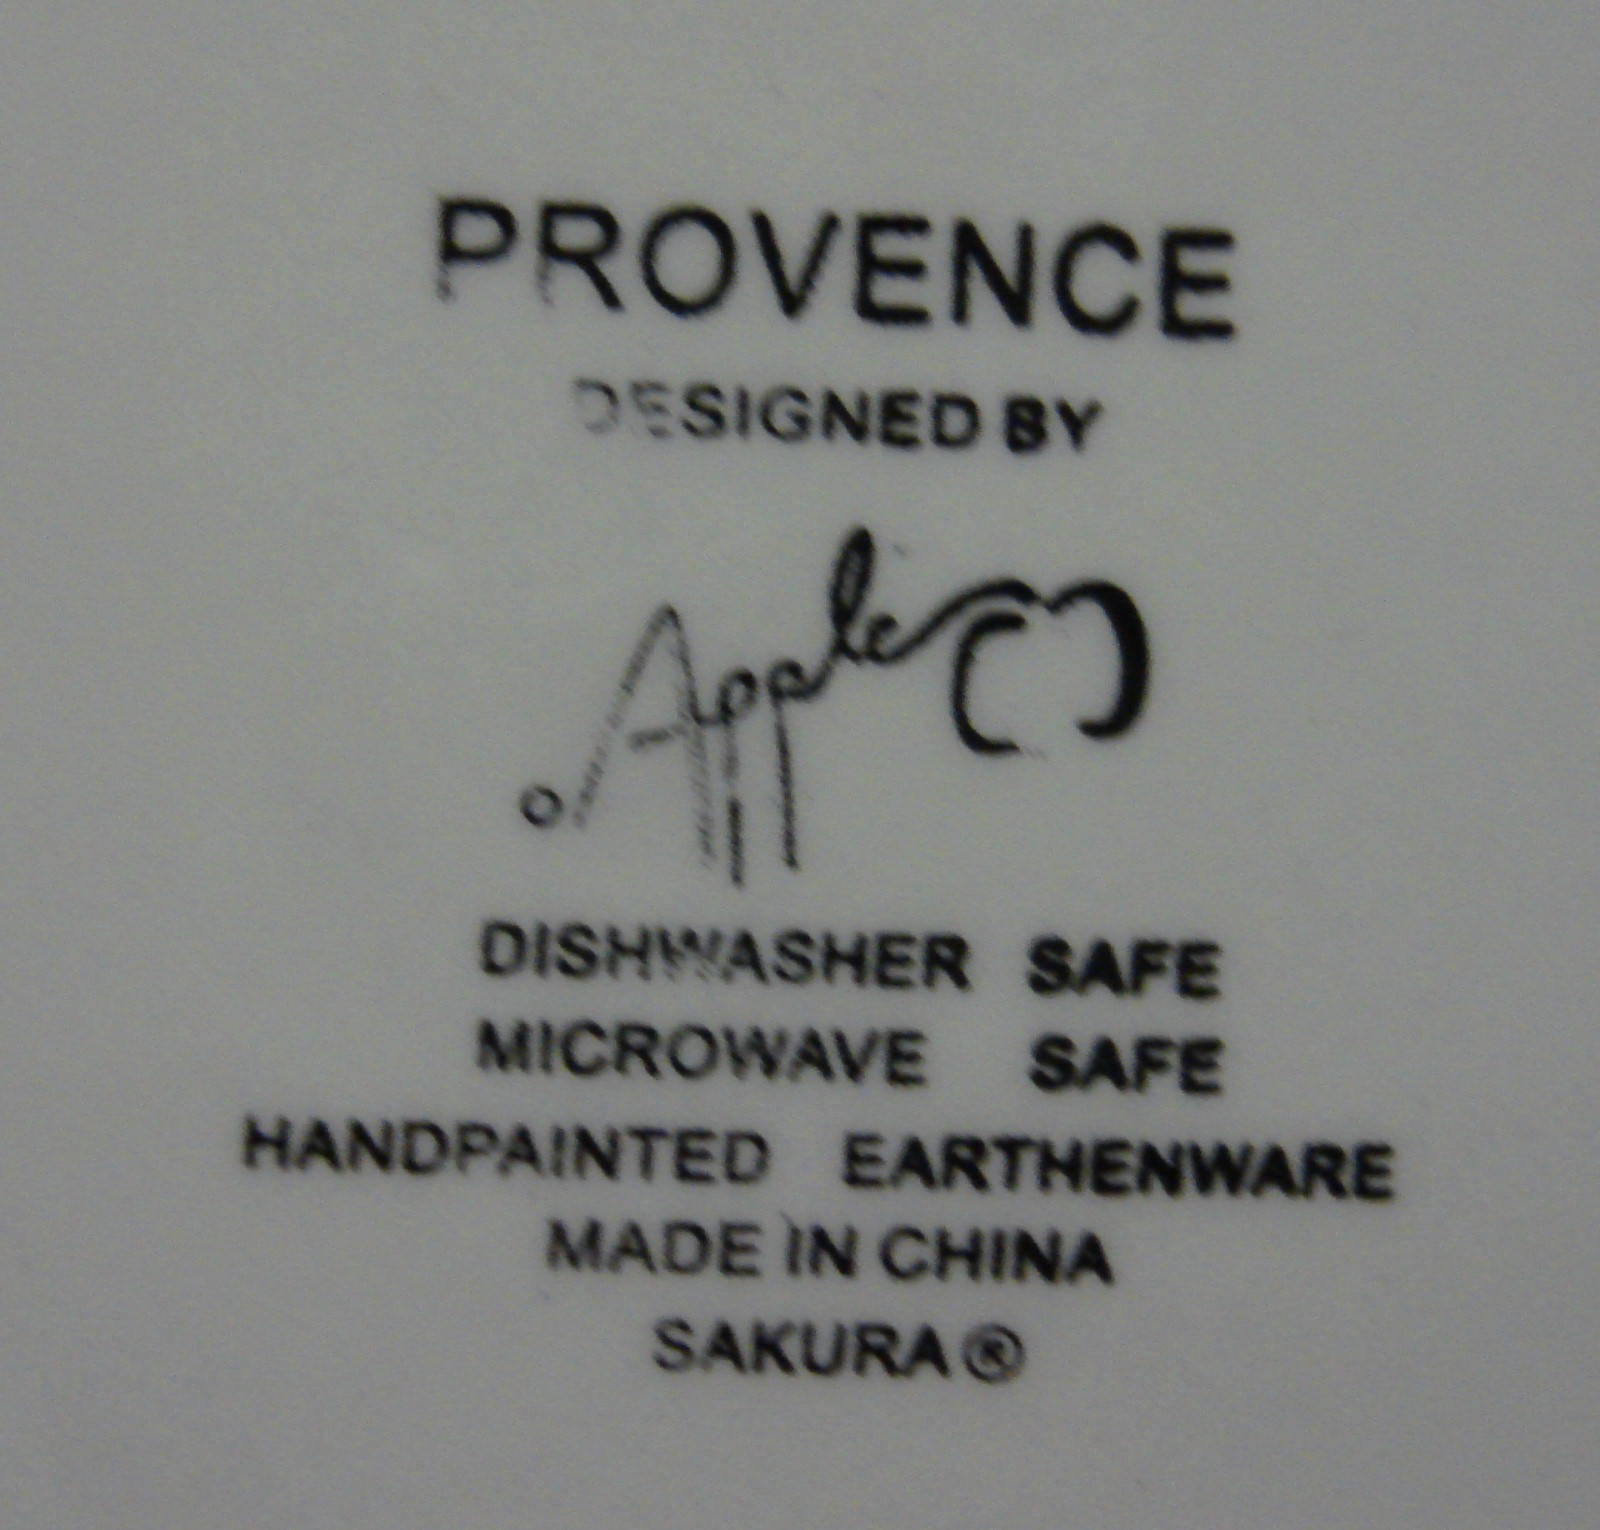 PROVENCE
DESIGNED BY
Apple
DISHWASHER SAFE
MICROWAVE SAFE
HANDPAINTED EARTHENWARE
MADE IN CHINA
SAKURA®